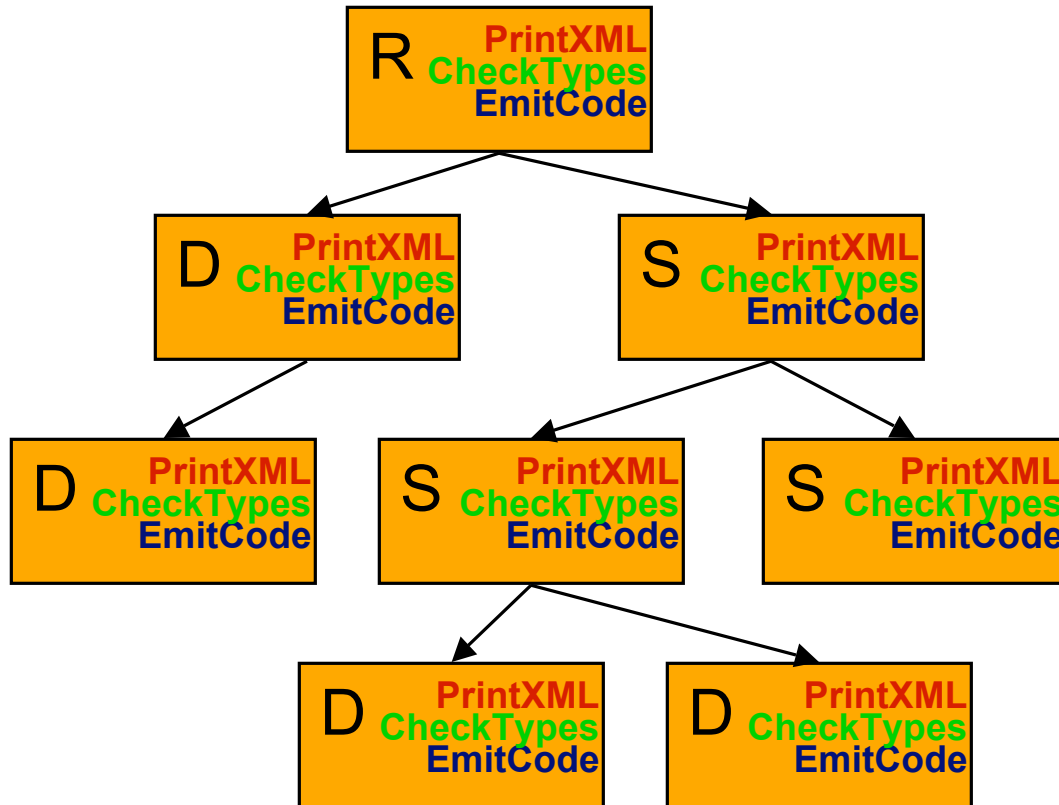 R PrintXML
CheckTypes
EmitCode
D PrintXML
CheckTypes
EmitCode
S PrintXML
CheckTypes
EmitCode
D PrintXML
CheckTypes
EmitCode
S PrintXML
CheckTypes
EmitCode
S PrintXML
CheckTypes
EmitCode
D PrintXML
CheckTypes
EmitCode
D PrintXML
CheckTypes
EmitCode